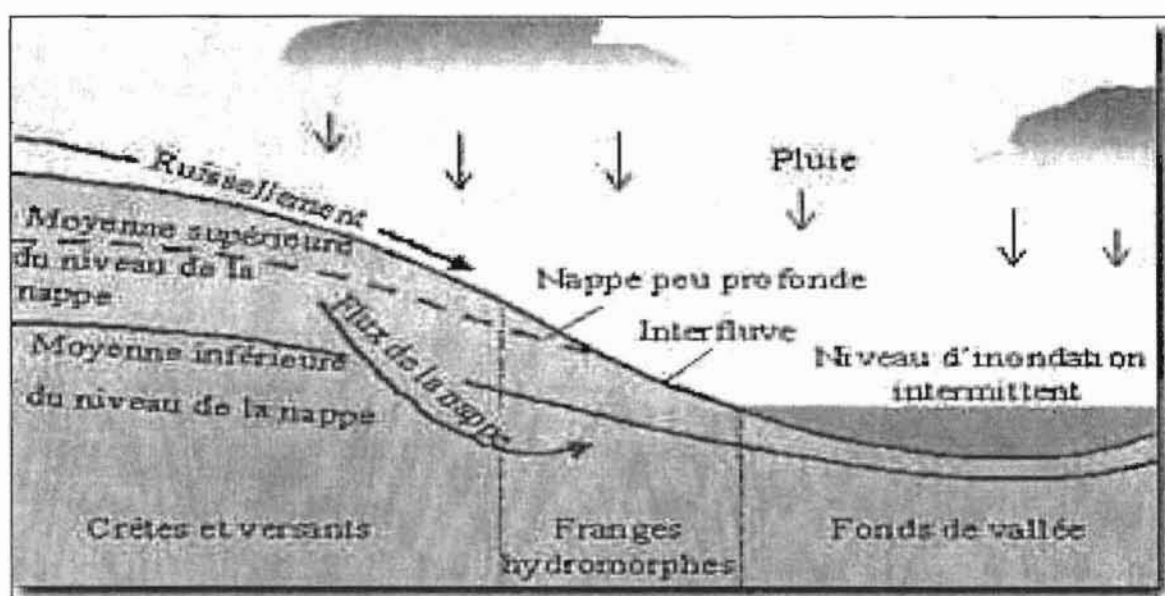 Pluie
Ruissellement
Moyenne supérieure
du niveau de la
nappe
Nappe peu profonde
Interfluve
Flux de la nappe
Moyenne inférieure
du niveau de la nappe
Niveau d'inondation
intermittent
Crêtes et versants
Franges
hydromorphes
Fonds de vallée